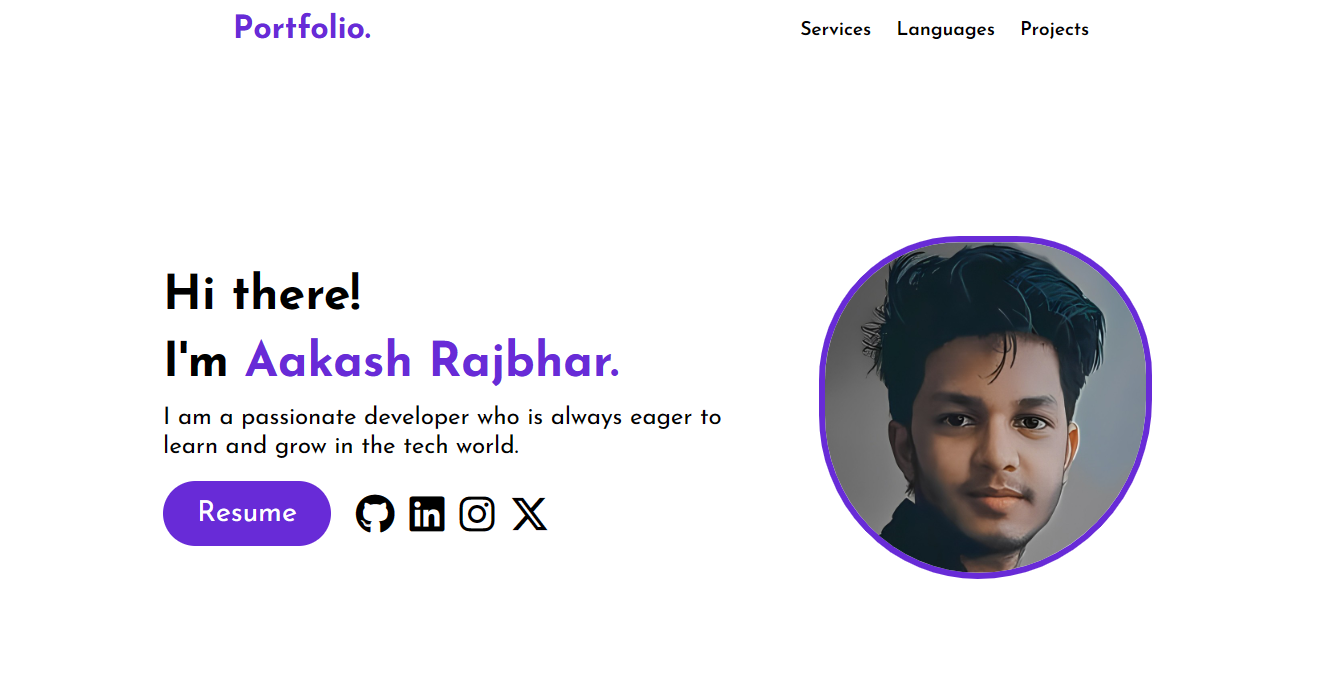 Portfolio.
Services Languages Projects
Hi there!
I'm Aakash Rajbhar.
I am a passionate developer who is always eager to
learn and grow in the tech world.
Resume